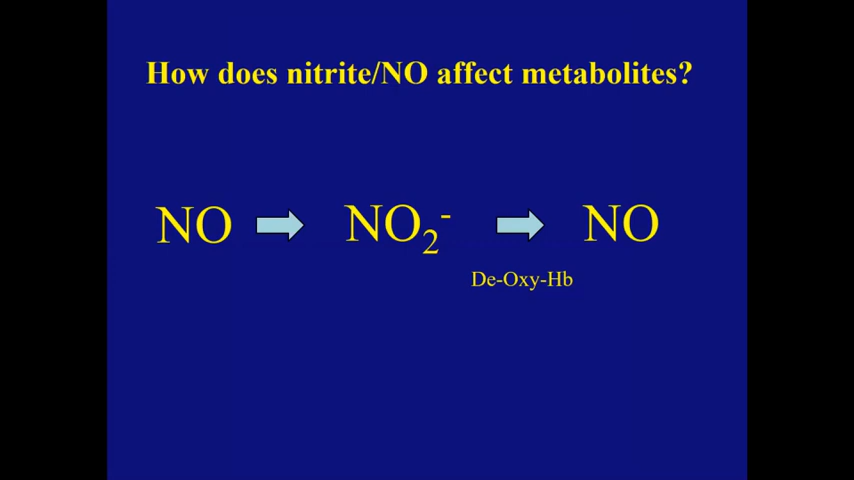 How does nitrite/NO affect metabolites?
NO NO₂⁻ NO
De-Oxy-Hb